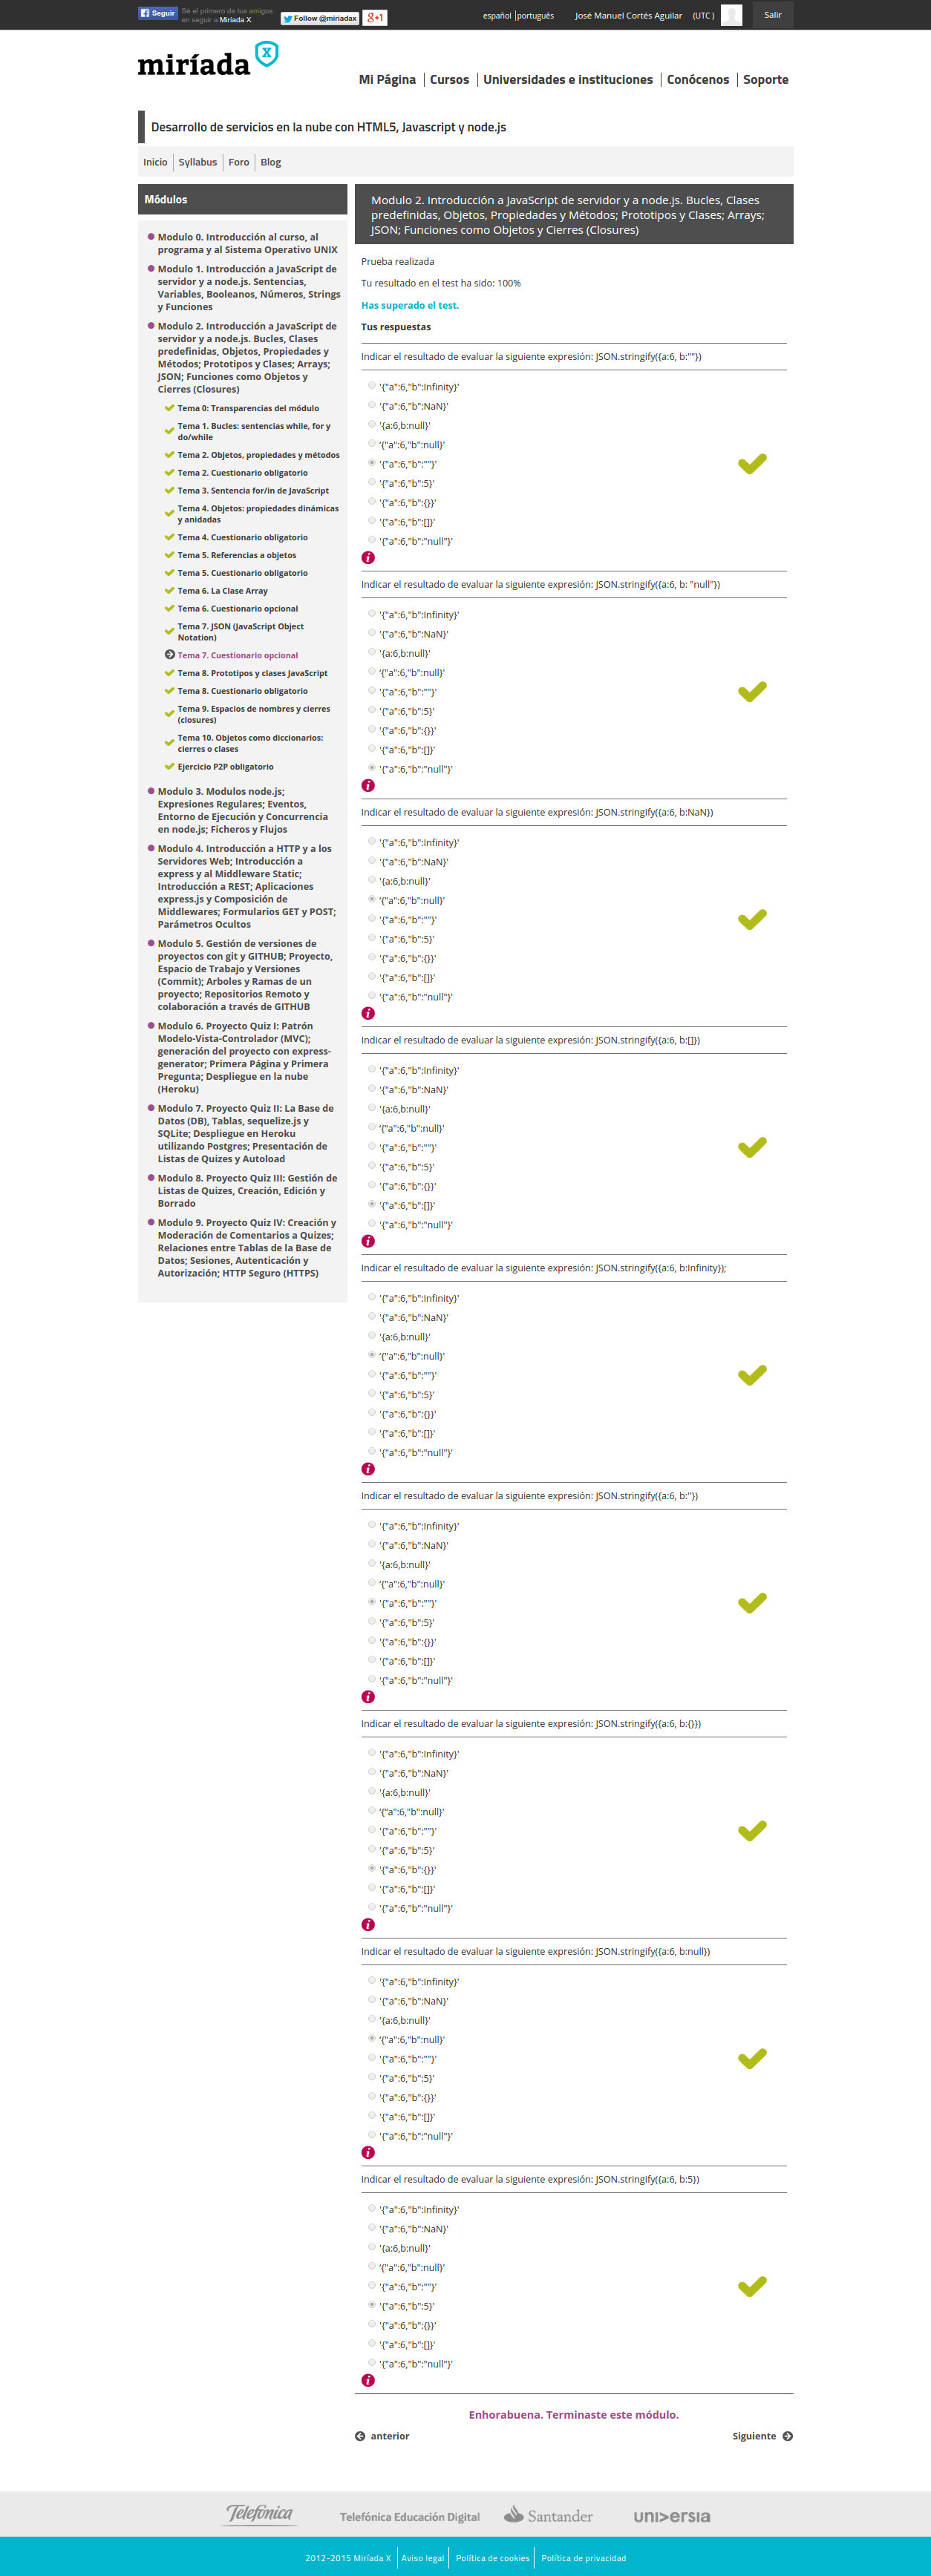 Seguir
Sé el primero de tus amigos
en seguir a Miríada X.
Follow @miriadax
g+1
español
português
José Manuel Cortés Aguilar
(UTC )
Salir
miríada x
Mi Página
Cursos
Universidades e instituciones
Conócenos
Soporte
Desarrollo de servicios en la nube con HTML5, Javascript y node.js
Inicio
Syllabus
Foro
Blog
Módulos
Modulo 0. Introducción al curso, al
programa y al Sistema Operativo UNIX
Modulo 1. Introducción a JavaScript de
servidor y a node.js. Sentencias,
Variables, Booleanos, Números, Strings
y Funciones
Modulo 2. Introducción a JavaScript de
servidor y a node.js. Bucles, Clases
predefinidas, Objetos, Propiedades y
Métodos; Prototipos y Clases; Arrays;
JSON; Funciones como Objetos y
Cierres (Closures)
Tema 0: Transparencias del módulo
Tema 1. Bucles: sentencias while, for y
do/while
Tema 2. Objetos, propiedades y métodos
Tema 2. Cuestionario obligatorio
Tema 3. Sentencia for/in de JavaScript
Tema 4. Objetos: propiedades dinámicas
y anidadas
Tema 4. Cuestionario obligatorio
Tema 5. Referencias a objetos
Tema 5. Cuestionario obligatorio
Tema 6. La Clase Array
Tema 6. Cuestionario opcional
Tema 7. JSON (JavaScript Object
Notation)
Tema 7. Cuestionario opcional
Tema 8. Prototipos y clases JavaScript
Tema 8. Cuestionario obligatorio
Tema 9. Espacios de nombres y cierres
(closures)
Tema 10. Objetos como diccionarios:
cierres o clases
Ejercicio P2P obligatorio
Modulo 3. Modulos node.js;
Expresiones Regulares; Eventos,
Entorno de Ejecución y Concurrencia
en node.js; Ficheros y Flujos
Modulo 4. Introducción a HTTP y a los
Servidores Web; Introducción a
express y al Middleware Static;
Introducción a REST; Aplicaciones
express.js y Composición de
Middlewares; Formularios GET y POST;
Parámetros Ocultos
Modulo 5. Gestión de versiones de
proyectos con git y GITHUB; Proyecto,
Espacio de Trabajo y Versiones
(Commit); Arboles y Ramas de un
proyecto; Repositorios Remoto y
colaboración a través de GITHUB
Modulo 6. Proyecto Quiz I: Patrón
Modelo-Vista-Controlador (MVC);
generación del proyecto con express-
generator; Primera Página y Primera
Pregunta; Despliegue en la nube
(Heroku)
Modulo 7. Proyecto Quiz II: La Base de
Datos (DB), Tablas, sequelize.js y
SQLite; Despliegue en Heroku
utilizando Postgres; Presentación de
Listas de Quizes y Autoload
Modulo 8. Proyecto Quiz III: Gestión de
Listas de Quizes, Creación, Edición y
Borrado
Modulo 9. Proyecto Quiz IV: Creación y
Moderación de Comentarios a Quizes;
Relaciones entre Tablas de la Base de
Datos; Sesiones, Autenticación y
Autorización; HTTP Seguro (HTTPS)
Modulo 2. Introducción a JavaScript de servidor y a node.js. Bucles, Clases
predefinidas, Objetos, Propiedades y Métodos; Prototipos y Clases; Arrays;
JSON; Funciones como Objetos y Cierres (Closures)
Prueba realizada
Tu resultado en el test ha sido: 100%
Has superado el test.
Tus respuestas
Indicar el resultado de evaluar la siguiente expresión: JSON.stringify({a:6, b:""})
'{"a":6,"b":Infinity}'
'{"a":6,"b":NaN}'
'{a:6,b:null}'
'{"a":6,"b":null}'
'{"a":6,"b":""}'
'{"a":6,"b":5}'
'{"a":6,"b":{}}'
'{"a":6,"b":[]}'
'{"a":6,"b":"null"}'
Indicar el resultado de evaluar la siguiente expresión: JSON.stringify({a:6, b: "null"})
'{"a":6,"b":Infinity}'
'{"a":6,"b":NaN}'
'{a:6,b:null}'
'{"a":6,"b":null}'
'{"a":6,"b":""}'
'{"a":6,"b":5}'
'{"a":6,"b":{}}'
'{"a":6,"b":[]}'
'{"a":6,"b":"null"}'
Indicar el resultado de evaluar la siguiente expresión: JSON.stringify({a:6, b:NaN})
'{"a":6,"b":Infinity}'
'{"a":6,"b":NaN}'
'{a:6,b:null}'
'{"a":6,"b":null}'
'{"a":6,"b":""}'
'{"a":6,"b":5}'
'{"a":6,"b":{}}'
'{"a":6,"b":[]}'
'{"a":6,"b":"null"}'
Indicar el resultado de evaluar la siguiente expresión: JSON.stringify({a:6, b:[]})
'{"a":6,"b":Infinity}'
'{"a":6,"b":NaN}'
'{a:6,b:null}'
'{"a":6,"b":null}'
'{"a":6,"b":""}'
'{"a":6,"b":5}'
'{"a":6,"b":{}}'
'{"a":6,"b":[]}'
'{"a":6,"b":"null"}'
Indicar el resultado de evaluar la siguiente expresión: JSON.stringify({a:6, b:Infinity});
'{"a":6,"b":Infinity}'
'{"a":6,"b":NaN}'
'{a:6,b:null}'
'{"a":6,"b":null}'
'{"a":6,"b":""}'
'{"a":6,"b":5}'
'{"a":6,"b":{}}'
'{"a":6,"b":[]}'
'{"a":6,"b":"null"}'
Indicar el resultado de evaluar la siguiente expresión: JSON.stringify({a:6, b:''})
'{"a":6,"b":Infinity}'
'{"a":6,"b":NaN}'
'{a:6,b:null}'
'{"a":6,"b":null}'
'{"a":6,"b":""}'
'{"a":6,"b":5}'
'{"a":6,"b":{}}'
'{"a":6,"b":[]}'
'{"a":6,"b":"null"}'
Indicar el resultado de evaluar la siguiente expresión: JSON.stringify({a:6, b:{}})
'{"a":6,"b":Infinity}'
'{"a":6,"b":NaN}'
'{a:6,b:null}'
'{"a":6,"b":null}'
'{"a":6,"b":""}'
'{"a":6,"b":5}'
'{"a":6,"b":{}}'
'{"a":6,"b":[]}'
'{"a":6,"b":"null"}'
Indicar el resultado de evaluar la siguiente expresión: JSON.stringify({a:6, b:null})
'{"a":6,"b":Infinity}'
'{"a":6,"b":NaN}'
'{a:6,b:null}'
'{"a":6,"b":null}'
'{"a":6,"b":""}'
'{"a":6,"b":5}'
'{"a":6,"b":{}}'
'{"a":6,"b":[]}'
'{"a":6,"b":"null"}'
Indicar el resultado de evaluar la siguiente expresión: JSON.stringify({a:6, b:5})
'{"a":6,"b":Infinity}'
'{"a":6,"b":NaN}'
'{a:6,b:null}'
'{"a":6,"b":null}'
'{"a":6,"b":""}'
'{"a":6,"b":5}'
'{"a":6,"b":{}}'
'{"a":6,"b":[]}'
'{"a":6,"b":"null"}'
Enhorabuena. Terminaste este módulo.
anterior
Siguiente
Telefónica
Telefónica Educación Digital
Santander
universia
2012-2015 Miríada X
Aviso legal
Política de cookies
Política de privacidad